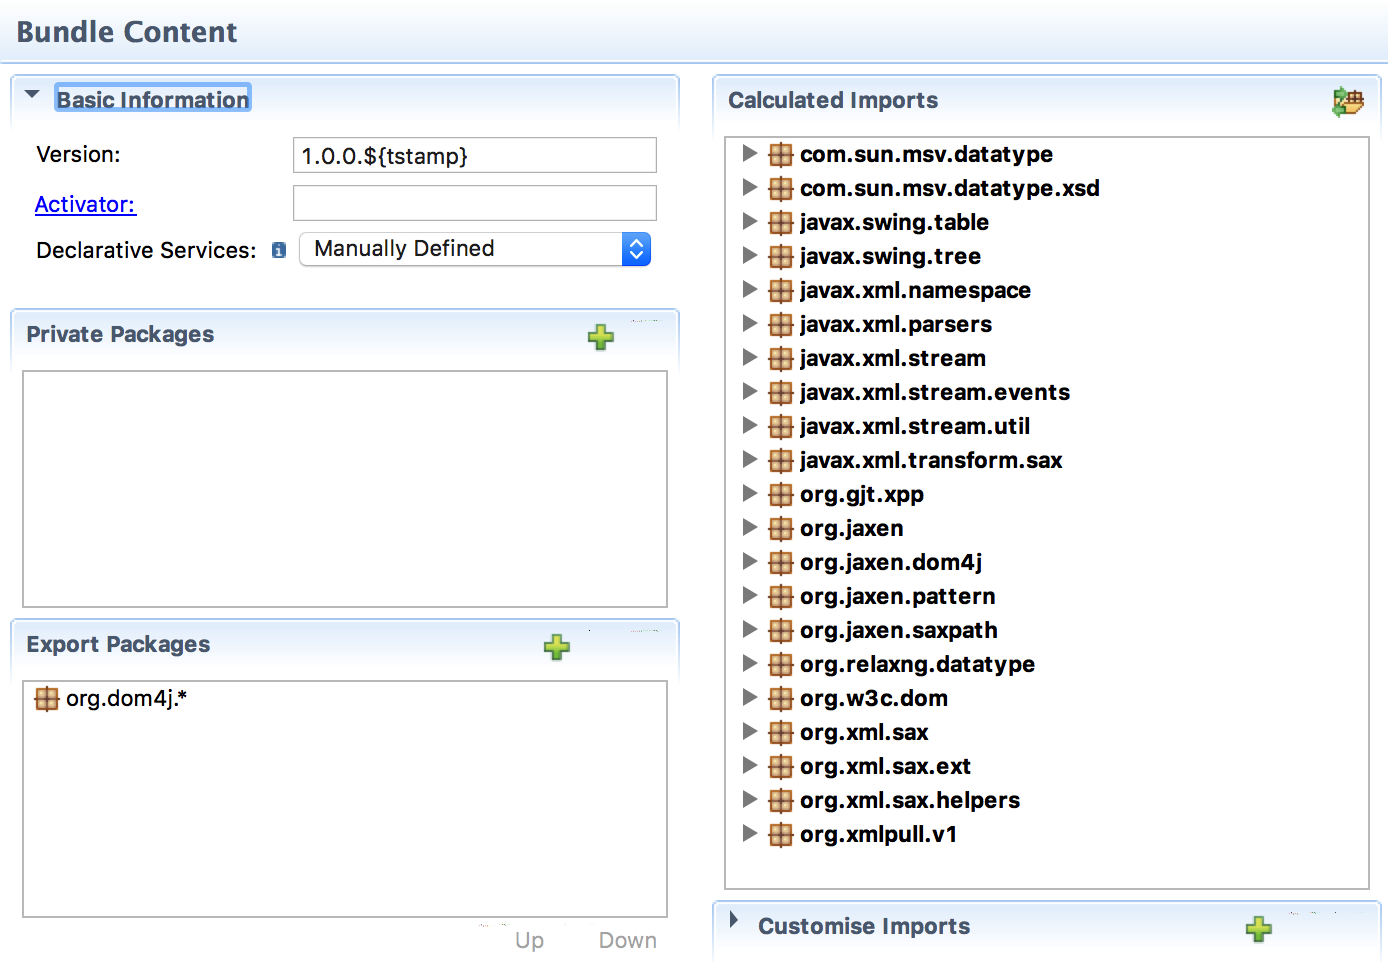 Bundle Content
Basic Information
Version:
1.0.0.${tstamp}
Activator:
Declarative Services:
Manually Defined
Private Packages
Export Packages
org.dom4j.*
Up
Down
Calculated Imports
com.sun.msv.datatype
com.sun.msv.datatype.xsd
javax.swing.table
javax.swing.tree
javax.xml.namespace
javax.xml.parsers
javax.xml.stream
javax.xml.stream.events
javax.xml.stream.util
javax.xml.transform.sax
org.gjt.xpp
org.jaxen
org.jaxen.dom4j
org.jaxen.pattern
org.jaxen.saxpath
org.relaxng.datatype
org.w3c.dom
org.xml.sax
org.xml.sax.ext
org.xml.sax.helpers
org.xmlpull.v1
Customise Imports